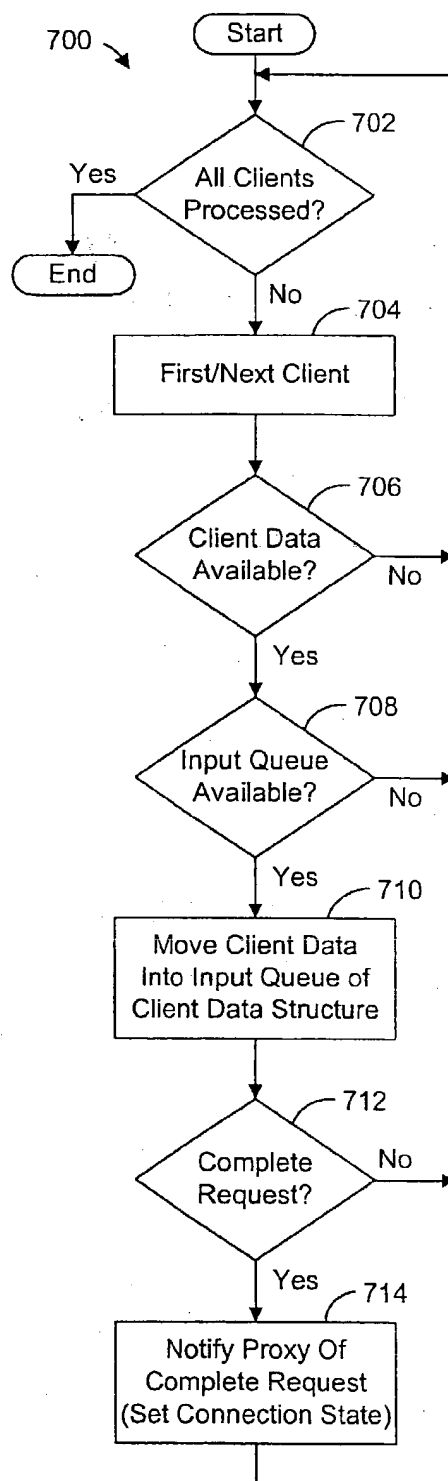 700
Start
702
Yes
All Clients
Processed?
End
No
704
First/Next Client
706
Client Data
Available?
No
Yes
708
Input Queue
Available?
No
Yes
710
Move Client Data
Into Input Queue of
Client Data Structure
712
Complete
Request?
No
Yes
714
Notify Proxy Of
Complete Request
(Set Connection State)